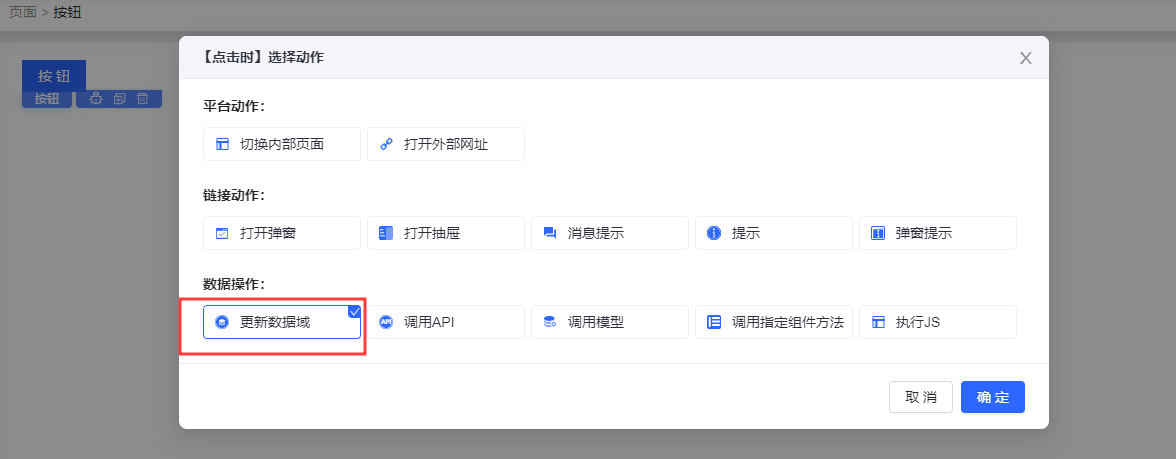 页面 > 按钮
按 钮
按钮
【点击时】选择动作
平台动作：
切换内部页面
打开外部网址
链接动作：
打开弹窗
打开抽屉
消息提示
提示
弹窗提示
数据操作：
更新数据域
API
调用API
调用模型
调用指定组件方法
执行JS
取 消
确 定